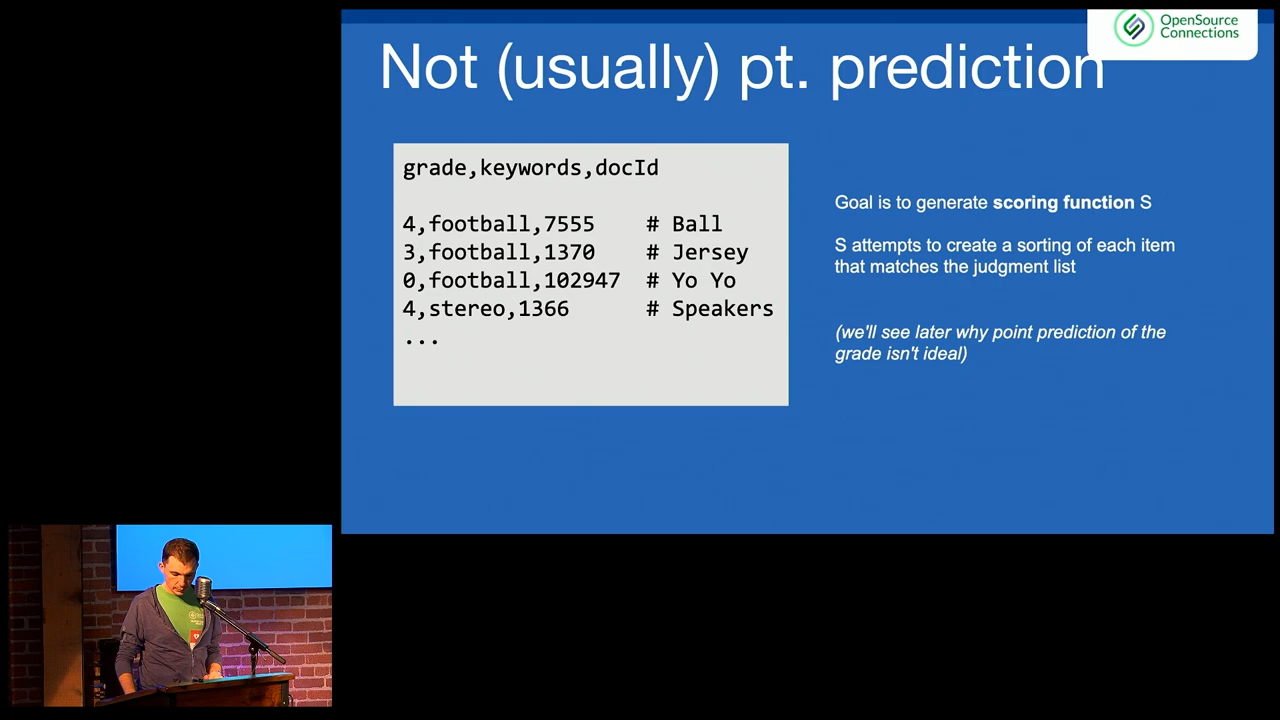 OpenSource
Connections
Not (usually) pt. prediction
grade,keywords,docId
4,football,7555 # Ball
3,football,1370 # Jersey
0,football,102947 # Yo Yo
4,stereo,1366 # Speakers
...
Goal is to generate scoring function S
S attempts to create a sorting of each item
that matches the judgment list
(we'll see later why point prediction of the
grade isn't ideal)